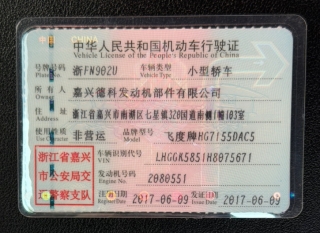 CHINA
中华人民共和国机动车行驶证
Vehicle License of the People's Republic of China
号牌号码 浙FN902U 车辆类型 小型轿车
Plate No. Vehicle Type
所有人 嘉兴德科发动机部件有限公司
Owner
住址 浙江省嘉兴市南湖区七星镇320国道南侧1幢103室
Address
使用性质 非营运 品牌型号 飞度牌HG7155DAC5
Use Character Model
浙江省嘉兴 车辆识别代号 LHGGK5851H8075671
VIN
市公安局交 发动机号码 2080551
Engine No.
通警察支队 注册日期 2017-06-09 发证日期 2017-06-09